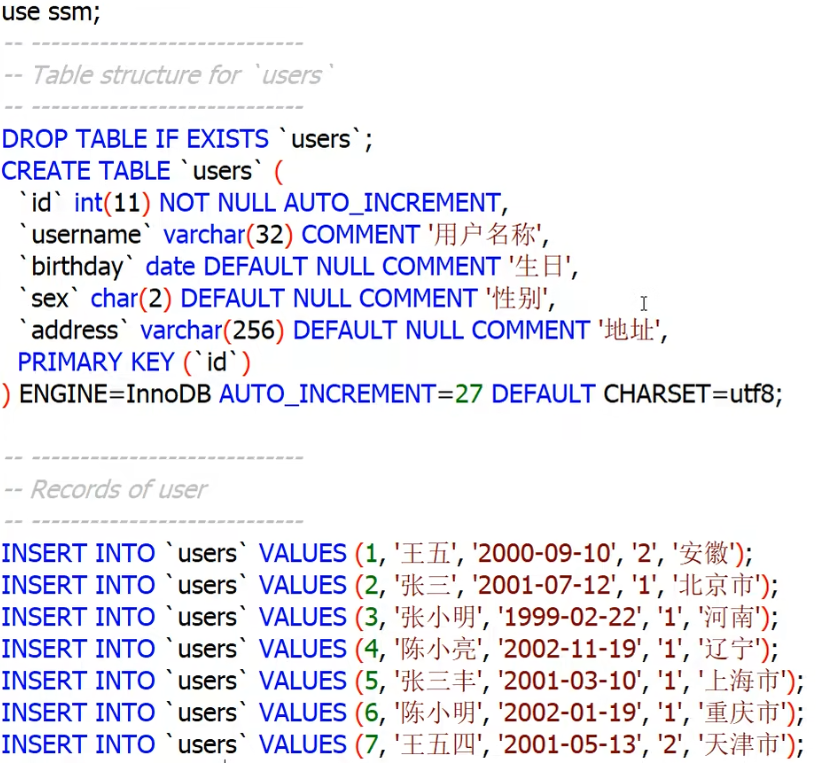 use ssm;
-- ----------------------------
-- Table structure for `users`
-- ----------------------------
DROP TABLE IF EXISTS `users`;
CREATE TABLE `users` (
  `id` int(11) NOT NULL AUTO_INCREMENT,
  `username` varchar(32) COMMENT '用户名称',
  `birthday` date DEFAULT NULL COMMENT '生日',
  `sex` char(2) DEFAULT NULL COMMENT '性别',
  `address` varchar(256) DEFAULT NULL COMMENT '地址',
  PRIMARY KEY (`id`)
) ENGINE=InnoDB AUTO_INCREMENT=27 DEFAULT CHARSET=utf8;
-- ----------------------------
-- Records of user
-- ----------------------------
INSERT INTO `users` VALUES (1, '王五', '2000-09-10', '2', '安徽');
INSERT INTO `users` VALUES (2, '张三', '2001-07-12', '1', '北京市');
INSERT INTO `users` VALUES (3, '张小明', '1999-02-22', '1', '河南');
INSERT INTO `users` VALUES (4, '陈小亮', '2002-11-19', '1', '辽宁');
INSERT INTO `users` VALUES (5, '张三丰', '2001-03-10', '1', '上海市');
INSERT INTO `users` VALUES (6, '陈小明', '2002-01-19', '1', '重庆市');
INSERT INTO `users` VALUES (7, '王五四', '2001-05-13', '2', '天津市');